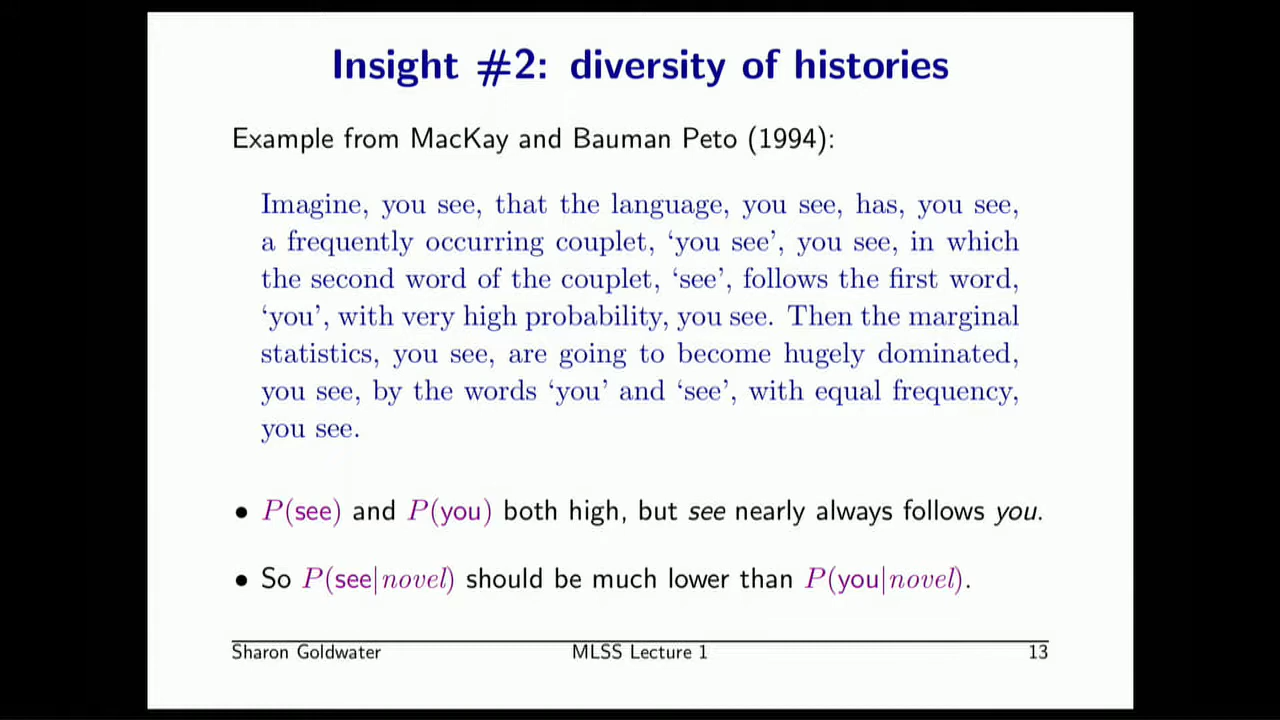 Insight #2: diversity of histories
Example from MacKay and Bauman Peto (1994):
Imagine, you see, that the language, you see, has, you see,
a frequently occurring couplet, ‘you see’, you see, in which
the second word of the couplet, ‘see’, follows the first word,
‘you’, with very high probability, you see. Then the marginal
statistics, you see, are going to become hugely dominated,
you see, by the words ‘you’ and ‘see’, with equal frequency,
you see.
• P(see) and P(you) both high, but see nearly always follows you.
• So P(see|novel) should be much lower than P(you|novel).
Sharon Goldwater MLSS Lecture 1 13